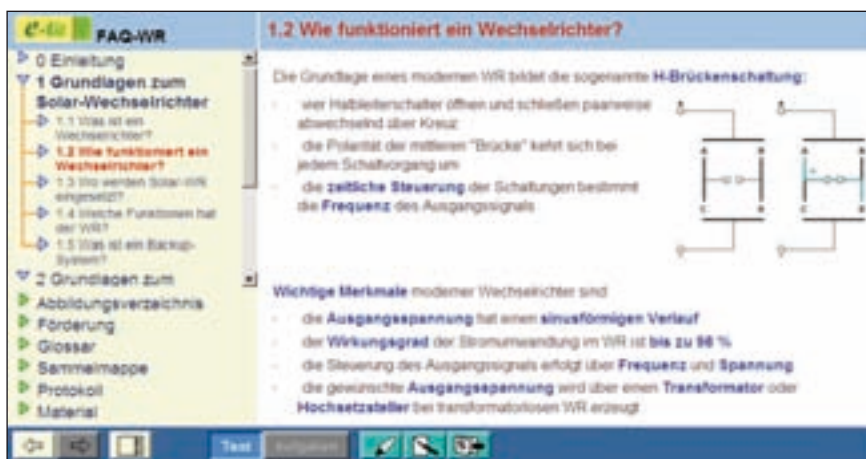 FAQ-WR
0 Einleitung
1 Grundlagen zum
Solar-Wechselrichter
1.1 Was ist ein
Wechselrichter?
1.2 Wie funktioniert ein
Wechselrichter?
1.3 Wo werden Solar-WR
eingesetzt?
1.4 Welche Funktionen hat
der WR?
1.5 Was ist ein Backup-
System?
2 Grundlagen zum
Abbildungsverzeichnis
Förderung
Glossar
Sammelmappe
Protokoll
Material
1.2 Wie funktioniert ein Wechselrichter?
Die Grundlage eines modernen WR bildet die sogenannte H-Brückenschaltung:
- vier Halbleiterschalter öffnen und schließen paarweise
abwechselnd über Kreuz
- die Polarität der mittleren "Brücke" kehrt sich bei
jedem Schaltvorgang um
- die zeitliche Steuerung der Schaltungen bestimmt
die Frequenz des Ausgangssignals
A B A B
C D C D
Wichtige Merkmale moderner Wechselrichter sind
- die Ausgangsspannung hat einen sinusförmigen Verlauf
- der Wirkungsgrad der Stromumwandlung im WR ist bis zu 98 %
- die Steuerung des Ausgangssignals erfolgt über Frequenz und Spannung
- die gewünschte Ausgangsspannung wird über einen Transformator oder
Hochsetzsteller bei transformatorlosen WR erzeugt
Text Aufgaben